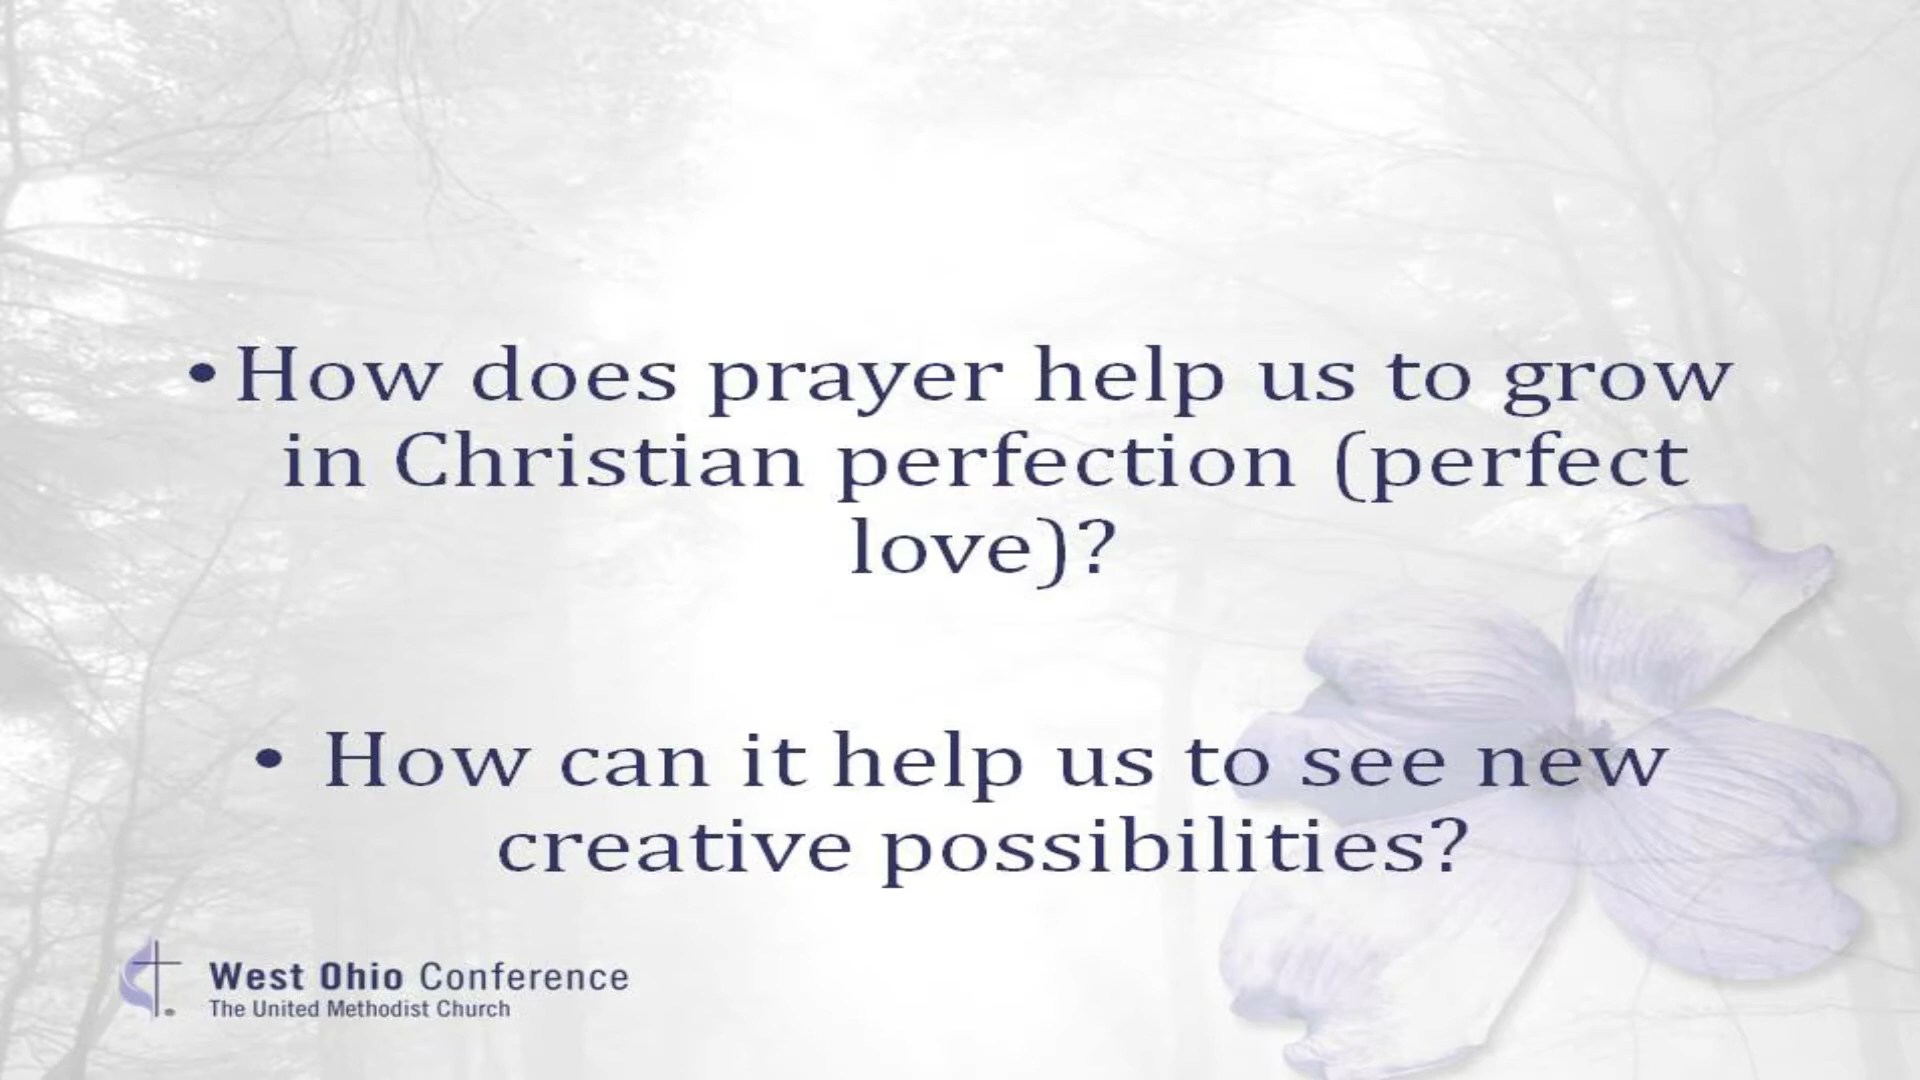 • How does prayer help us to grow
in Christian perfection (perfect
love)?
• How can it help us to see new
creative possibilities?
West Ohio Conference
The United Methodist Church